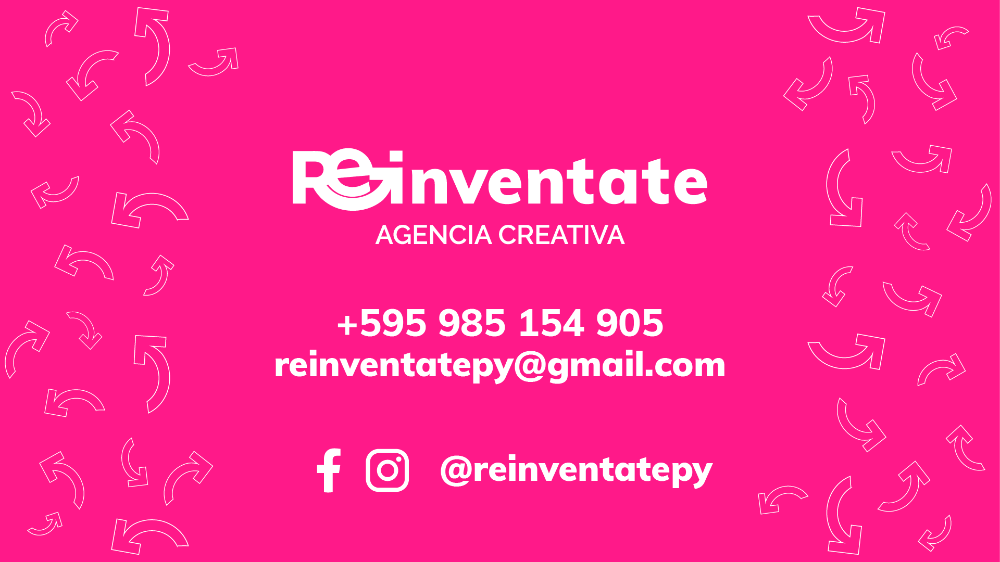 Reinventate
AGENCIA CREATIVA
+595 985 154 905
reinventatepy@gmail.com
@reinventatepy